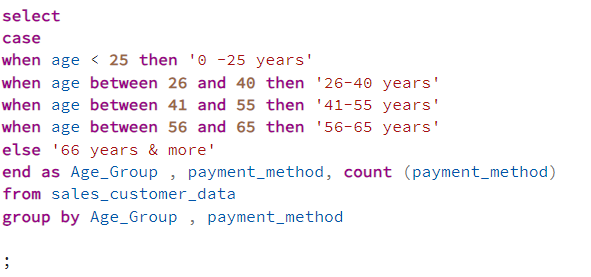 select
case
when age < 25 then '0 -25 years'
when age between 26 and 40 then '26-40 years'
when age between 41 and 55 then '41-55 years'
when age between 56 and 65 then '56-65 years'
else '66 years & more'
end as Age_Group , payment_method, count (payment_method)
from sales_customer_data
group by Age_Group , payment_method
;